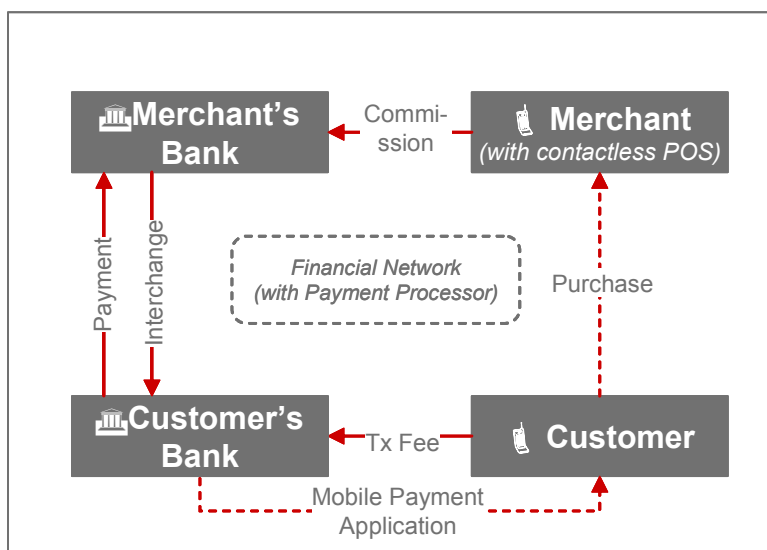 Merchant's
Bank
Commi-
ssion
Merchant
(with contactless POS)
Payment
Interchange
Financial Network
(with Payment Processor)
Purchase
Customer's
Bank
Tx Fee
Customer
Mobile Payment
Application